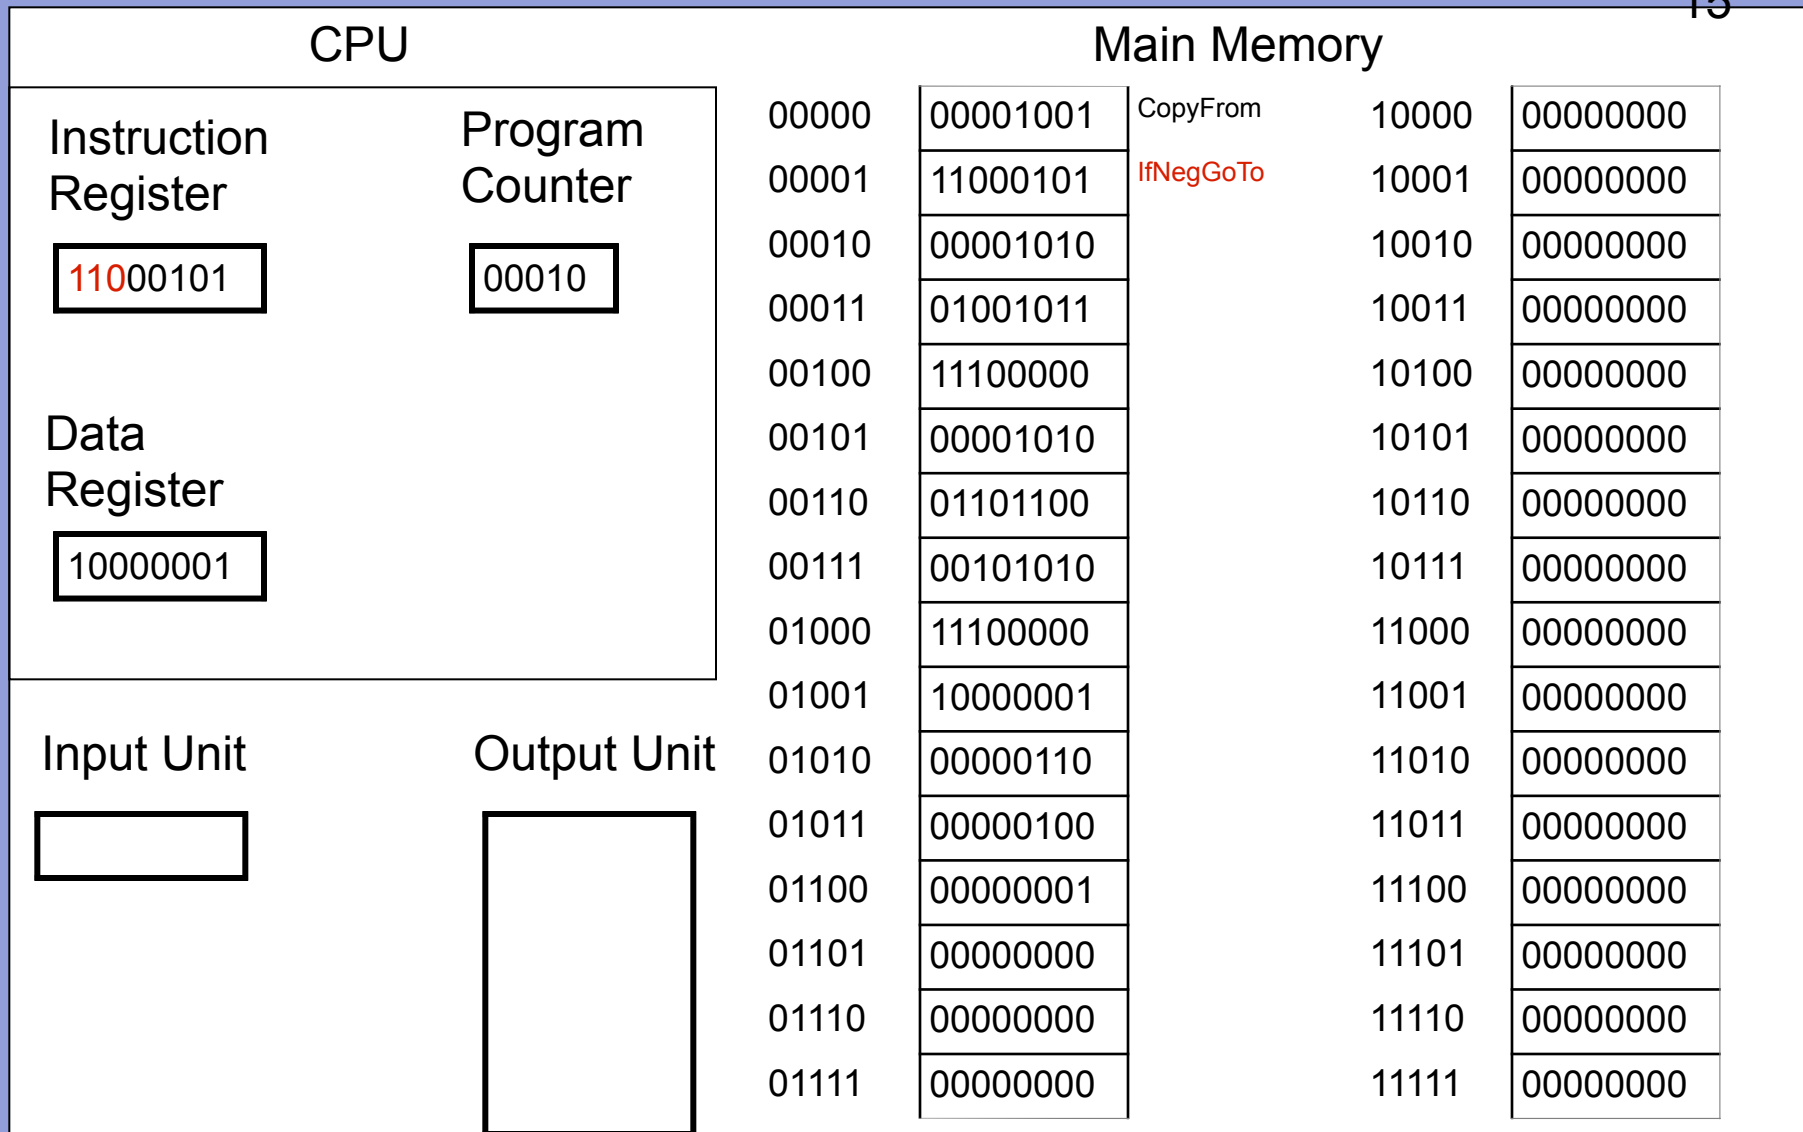 15
CPU
Main Memory
Instruction
Register
Program
Counter
11000101
00010
Data
Register
10000001
Input Unit
Output Unit
00000 00001001 CopyFrom 10000 00000000
00001 11000101 IfNegGoTo 10001 00000000
00010 00001010 10010 00000000
00011 01001011 10011 00000000
00100 11100000 10100 00000000
00101 00001010 10101 00000000
00110 01101100 10110 00000000
00111 00101010 10111 00000000
01000 11100000 11000 00000000
01001 10000001 11001 00000000
01010 00000110 11010 00000000
01011 00000100 11011 00000000
01100 00000001 11100 00000000
01101 00000000 11101 00000000
01110 00000000 11110 00000000
01111 00000000 11111 00000000